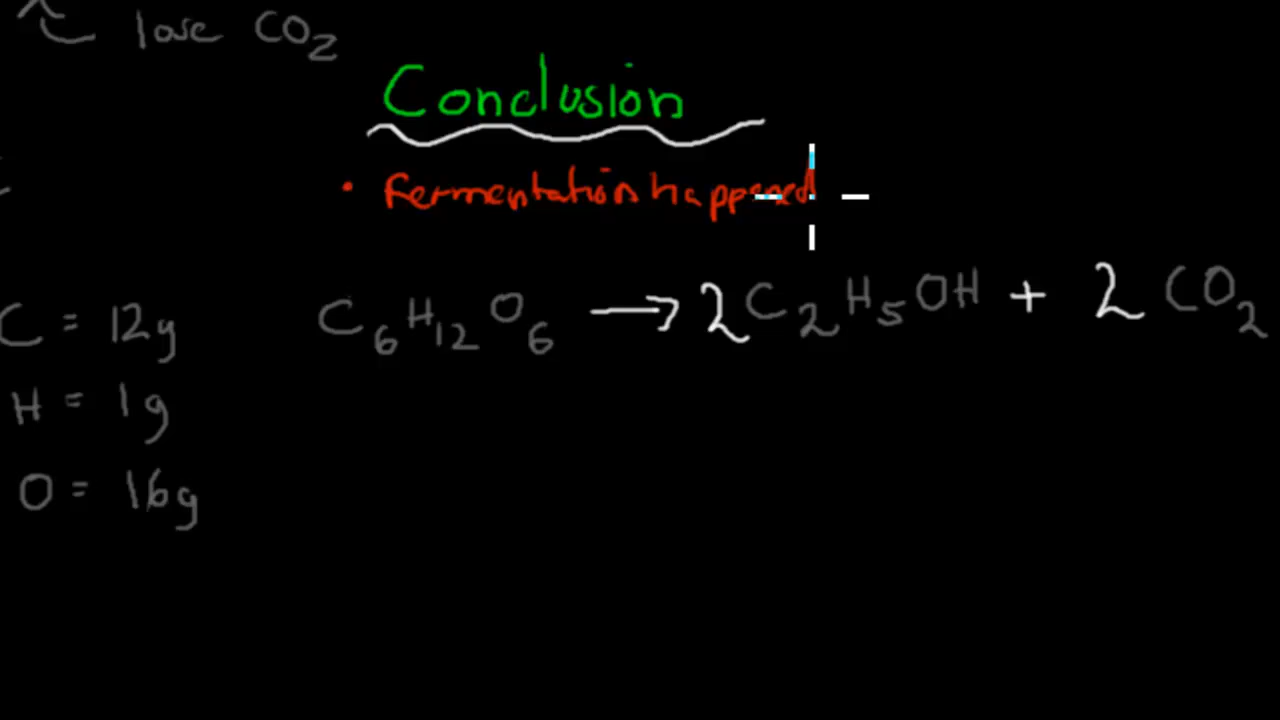 lose CO2
Conclusion
• Fermentation happened
C = 12g
C6H12O6 → 2C2H5OH + 2CO2
H = 1g
O = 16g